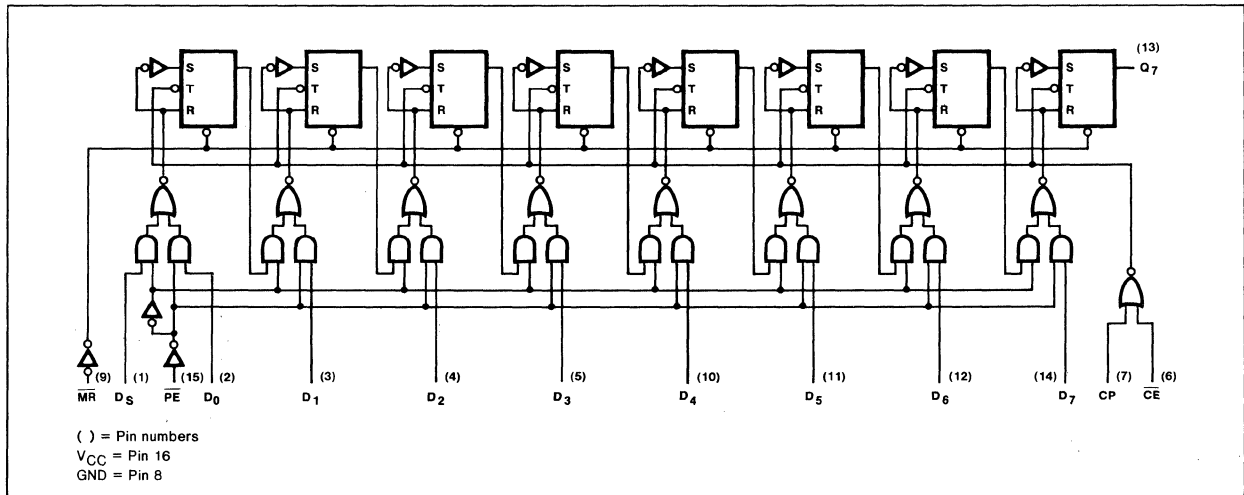 (13)
S S S S S S S S Q7
T T T T T T T T
R R R R R R R R
(9) (1) (15) (2) (3) (4) (5) (10) (11) (12) (14) (7) (6)
MR DS PE D0 D1 D2 D3 D4 D5 D6 D7 CP CE
( ) = Pin numbers
VCC = Pin 16
GND = Pin 8